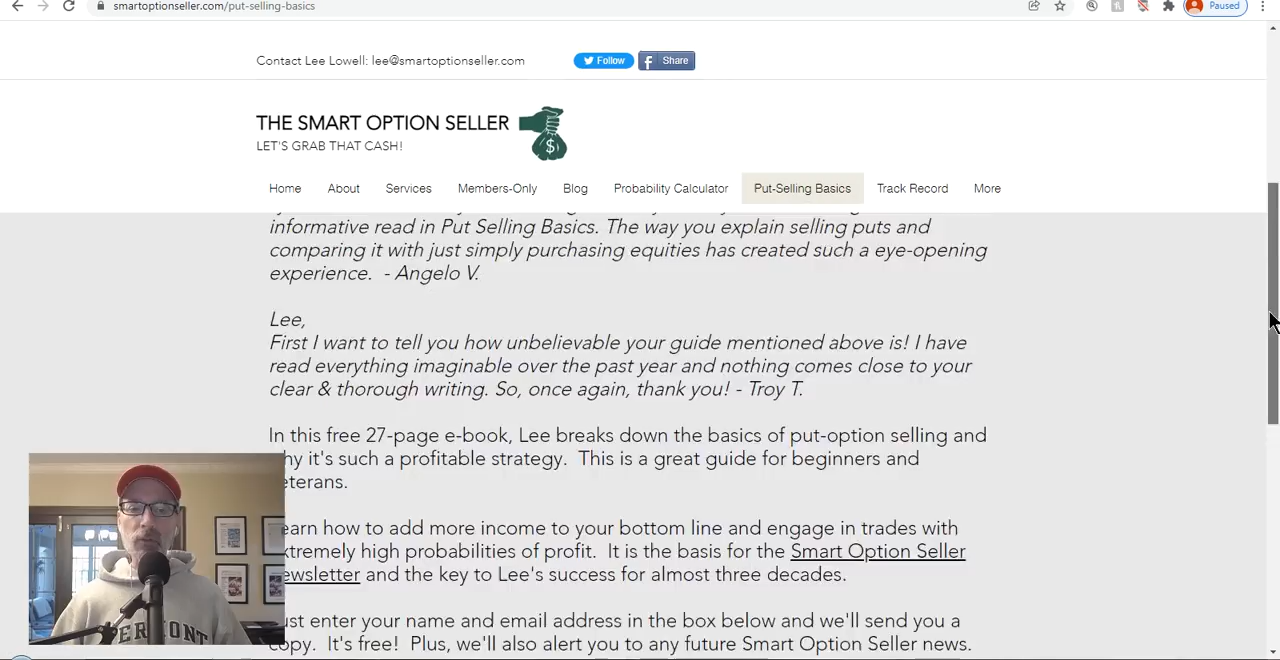 smartoptionseller.com/put-selling-basics
Paused
Contact Lee Lowell: lee@smartoptionseller.com
Follow
Share
THE SMART OPTION SELLER
LET'S GRAB THAT CASH!
$
Home About Services Members-Only Blog Probability Calculator Put-Selling Basics Track Record More
informative read in Put Selling Basics. The way you explain selling puts and
comparing it with just simply purchasing equities has created such a eye-opening
experience. - Angelo V.
Lee,
First I want to tell you how unbelievable your guide mentioned above is! I have
read everything imaginable over the past year and nothing comes close to your
clear & thorough writing. So, once again, thank you! - Troy T.
In this free 27-page e-book, Lee breaks down the basics of put-option selling and
hy it's such a profitable strategy. This is a great guide for beginners and
eterans.
earn how to add more income to your bottom line and engage in trades with
xtremely high probabilities of profit. It is the basis for the Smart Option Seller
ewsletter and the key to Lee's success for almost three decades.
ust enter your name and email address in the box below and we'll send you a
copy. It's free! Plus, we'll also alert you to any future Smart Option Seller news.
ERMONT